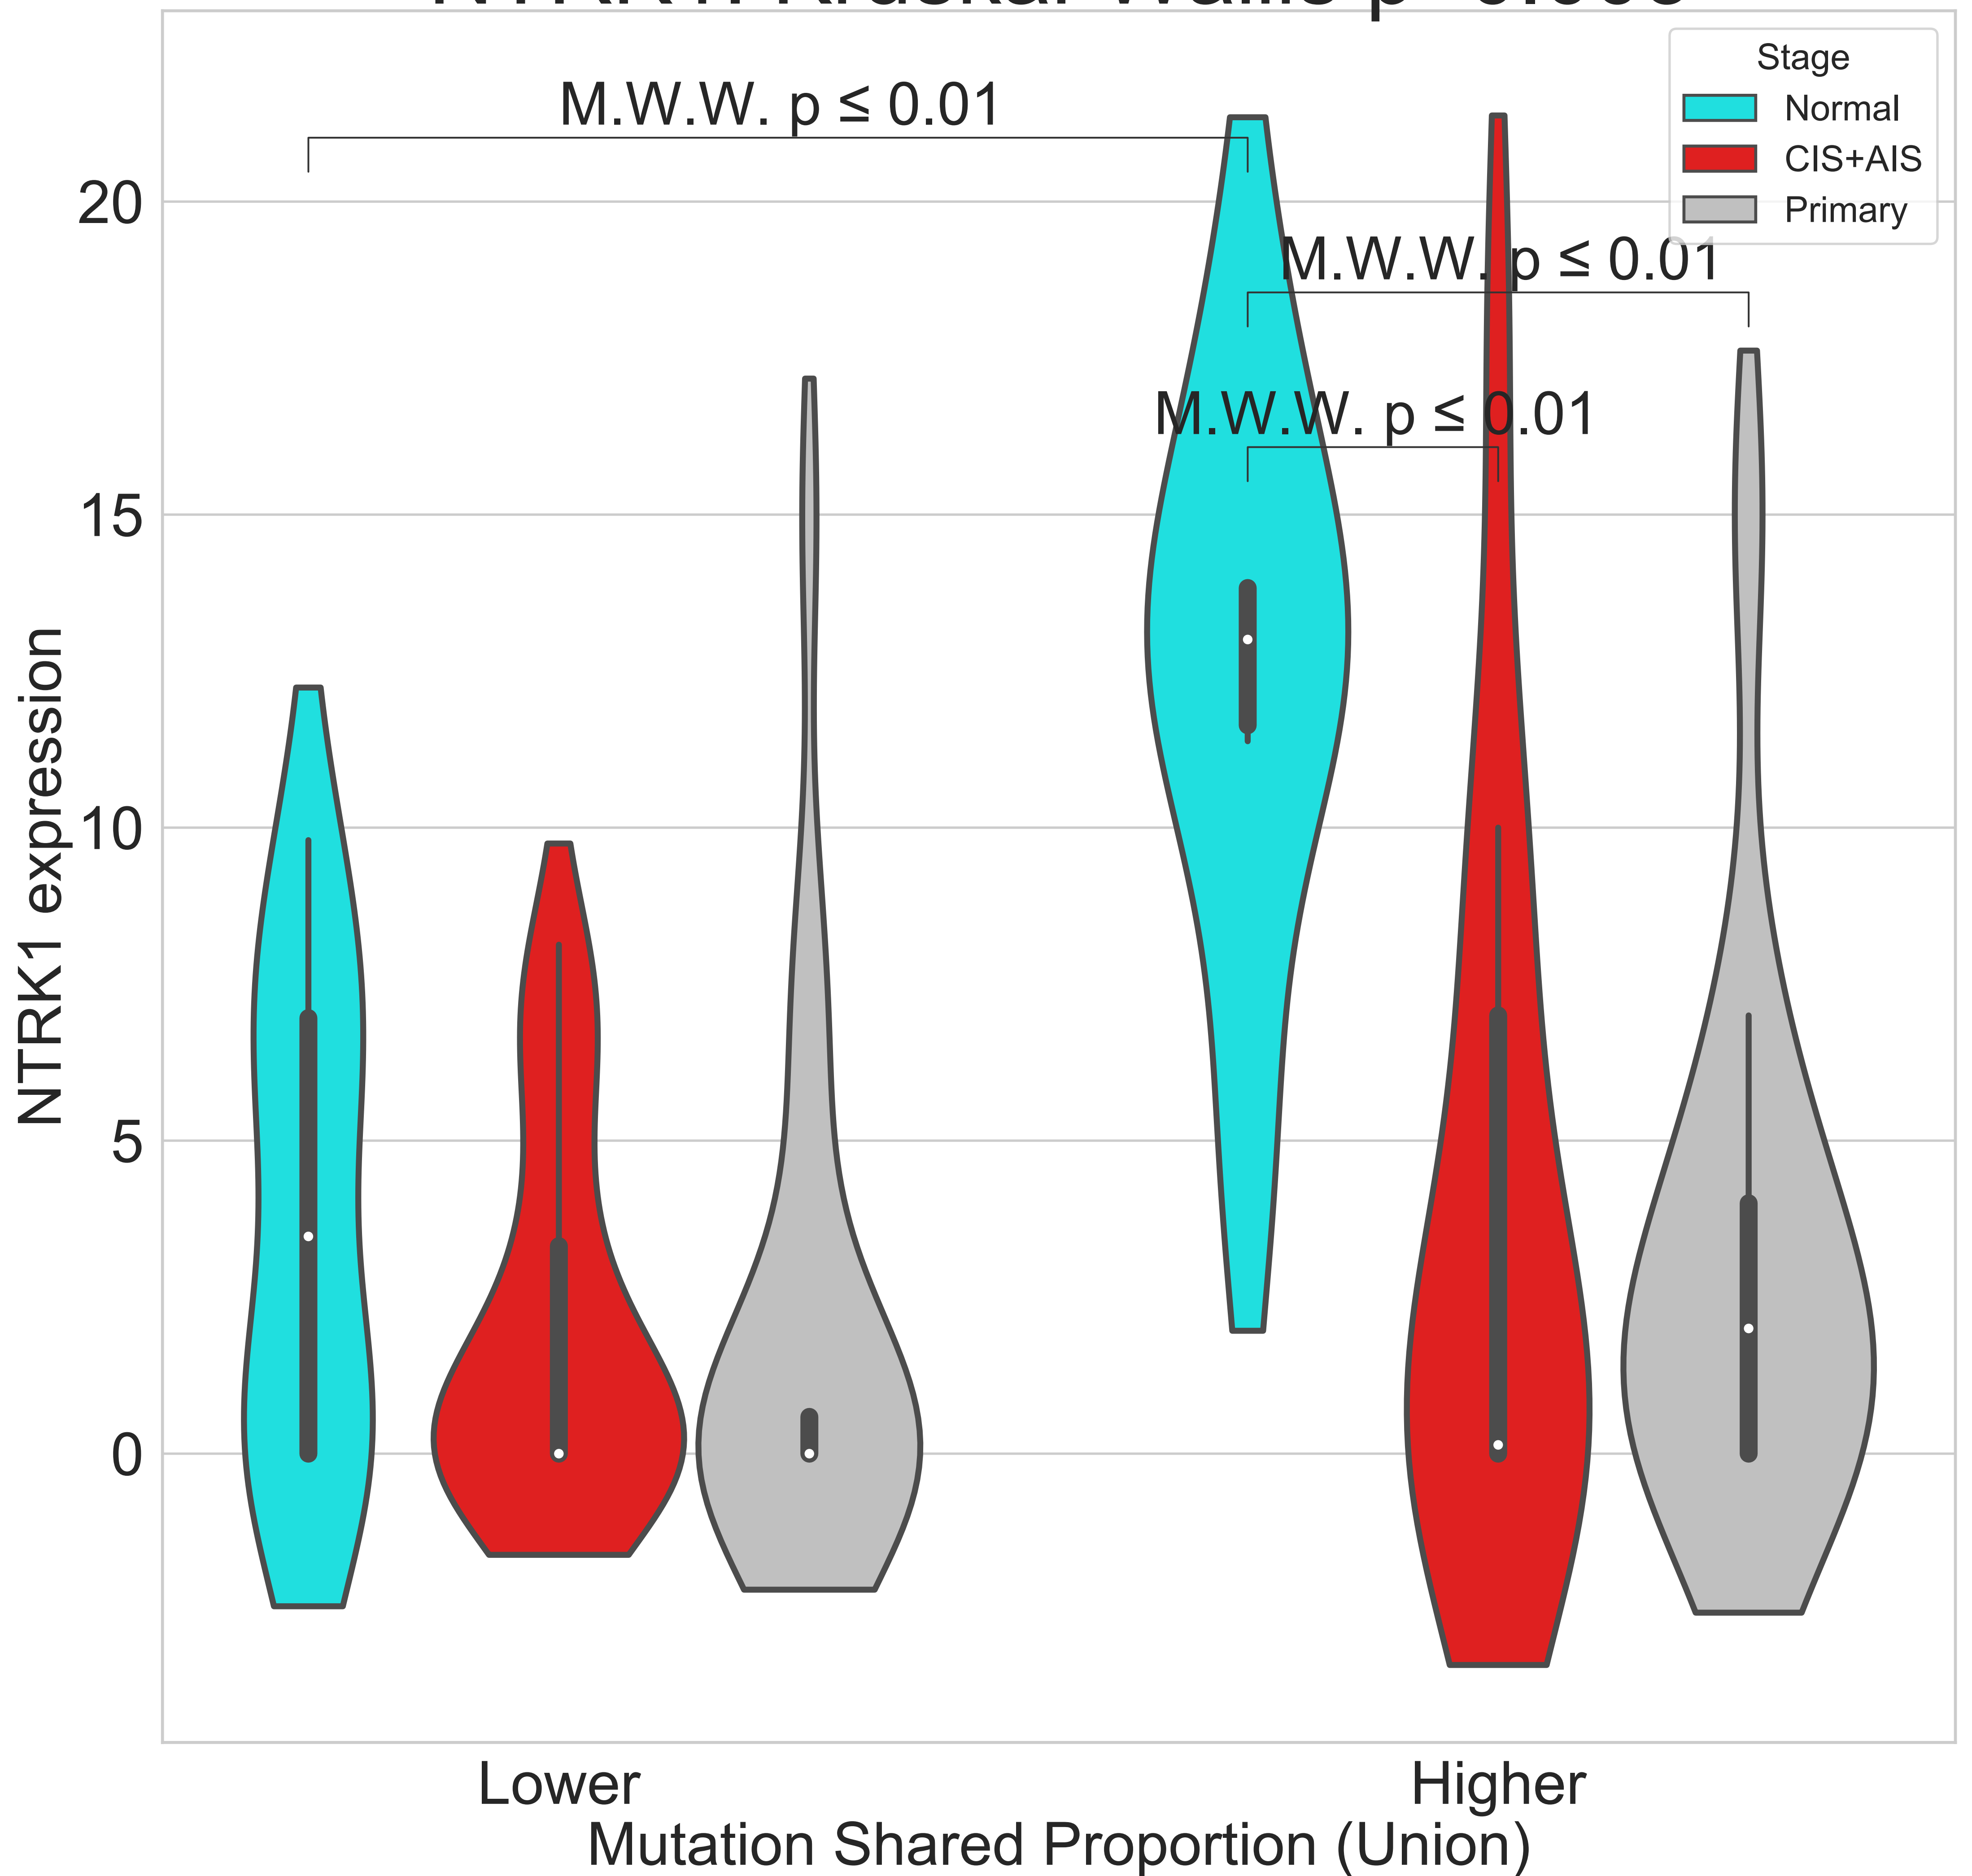 Stage
Normal
CIS+AIS
Primary
M.W.W. p ≤ 0.01
M.W.W. p ≤ 0.01
M.W.W. p ≤ 0.01
NTRK1 expression
20
15
10
5
0
Lower
Higher
Mutation Shared Proportion (Union)